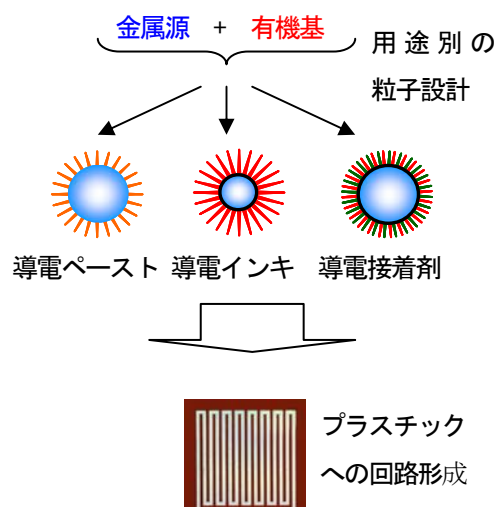 金属源 + 有機基
用途別の
粒子設計
導電ペースト 導電インキ 導電接着剤
プラスチック
への回路形成